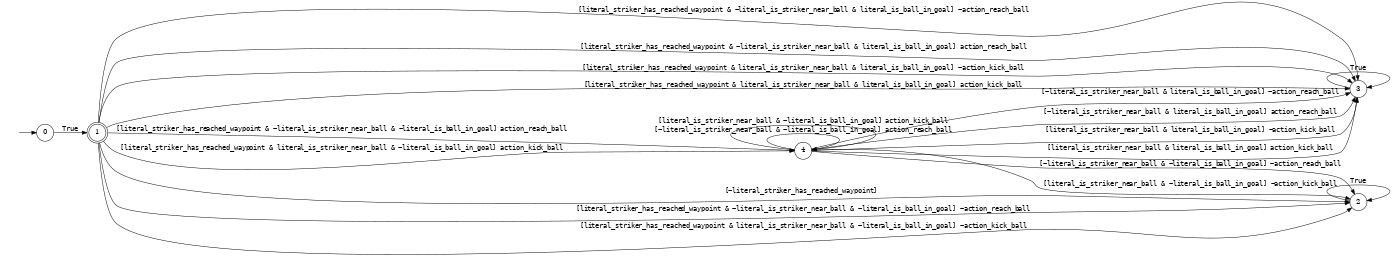 [literal_striker_has_reached_waypoint & ~literal_is_striker_near_ball & literal_is_ball_in_goal] ~action_reach_ball
[literal_striker_has_reached_waypoint & ~literal_is_striker_near_ball & literal_is_ball_in_goal] action_reach_ball
[literal_striker_has_reached_waypoint & literal_is_striker_near_ball & literal_is_ball_in_goal] ~action_kick_ball
True
[literal_striker_has_reached_waypoint & literal_is_striker_near_ball & literal_is_ball_in_goal] action_kick_ball
3
[~literal_is_striker_near_ball & literal_is_ball_in_goal] ~action_reach_ball
[~literal_is_striker_near_ball & literal_is_ball_in_goal] action_reach_ball
[literal_is_striker_near_ball & ~literal_is_ball_in_goal] action_kick_ball
0
True
1
[literal_striker_has_reached_waypoint & ~literal_is_striker_near_ball & ~literal_is_ball_in_goal] action_reach_ball
[~literal_is_striker_near_ball & ~literal_is_ball_in_goal] action_reach_ball
[literal_is_striker_near_ball & literal_is_ball_in_goal] ~action_kick_ball
[literal_striker_has_reached_waypoint & literal_is_striker_near_ball & ~literal_is_ball_in_goal] action_kick_ball
4
[literal_is_striker_near_ball & literal_is_ball_in_goal] action_kick_ball
[~literal_is_striker_near_ball & ~literal_is_ball_in_goal] ~action_reach_ball
True
[literal_is_striker_near_ball & ~literal_is_ball_in_goal] ~action_kick_ball
[~literal_striker_has_reached_waypoint]
2
[literal_striker_has_reached_waypoint & ~literal_is_striker_near_ball & ~literal_is_ball_in_goal] ~action_reach_ball
[literal_striker_has_reached_waypoint & literal_is_striker_near_ball & ~literal_is_ball_in_goal] ~action_kick_ball